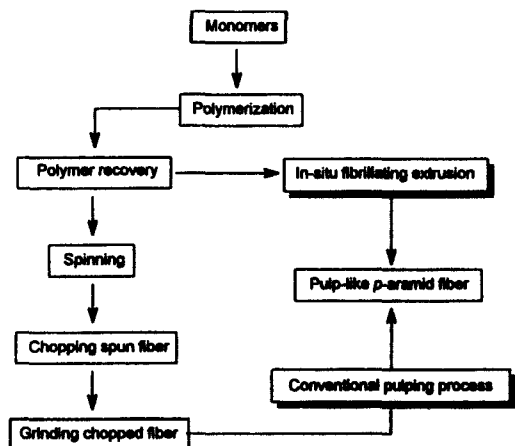 Monomers
Polymerization
Polymer recovery
In-situ fibrillating extrusion
Spinning
Pulp-like p-aramid fiber
Chopping spun fiber
Conventional pulping process
Grinding chopped fiber